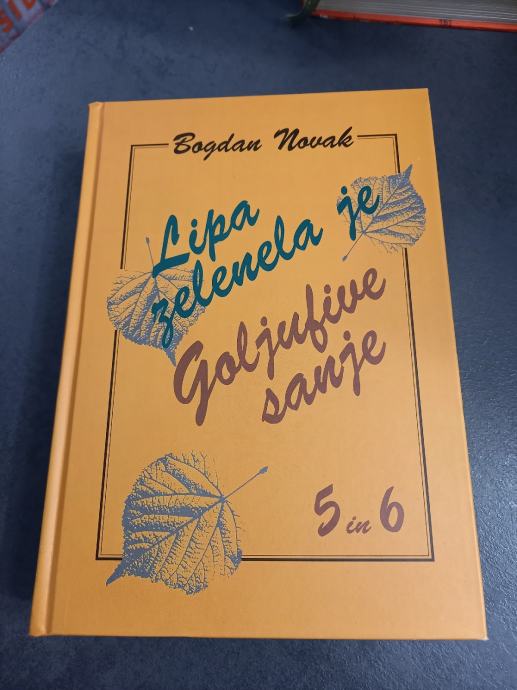 Bogdan Novak
Lipa
zelenela je
Goljufive
sanje
5 in 6